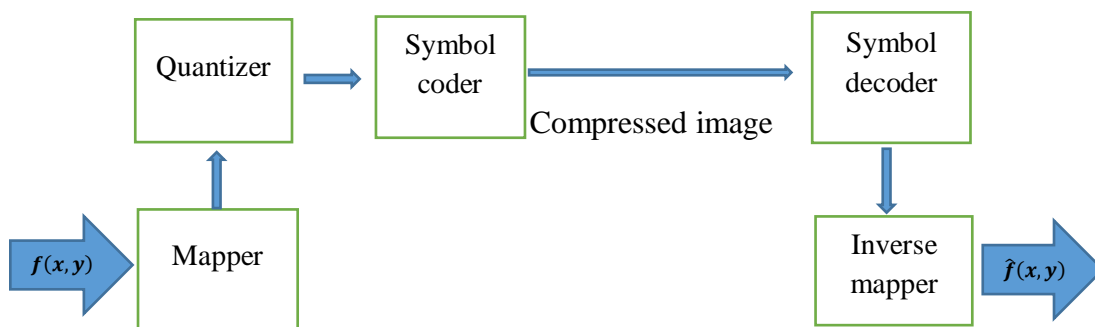 f(x, y)
Mapper
Quantizer
Symbol
coder
Compressed image
Symbol
decoder
Inverse
mapper
f̂(x, y)